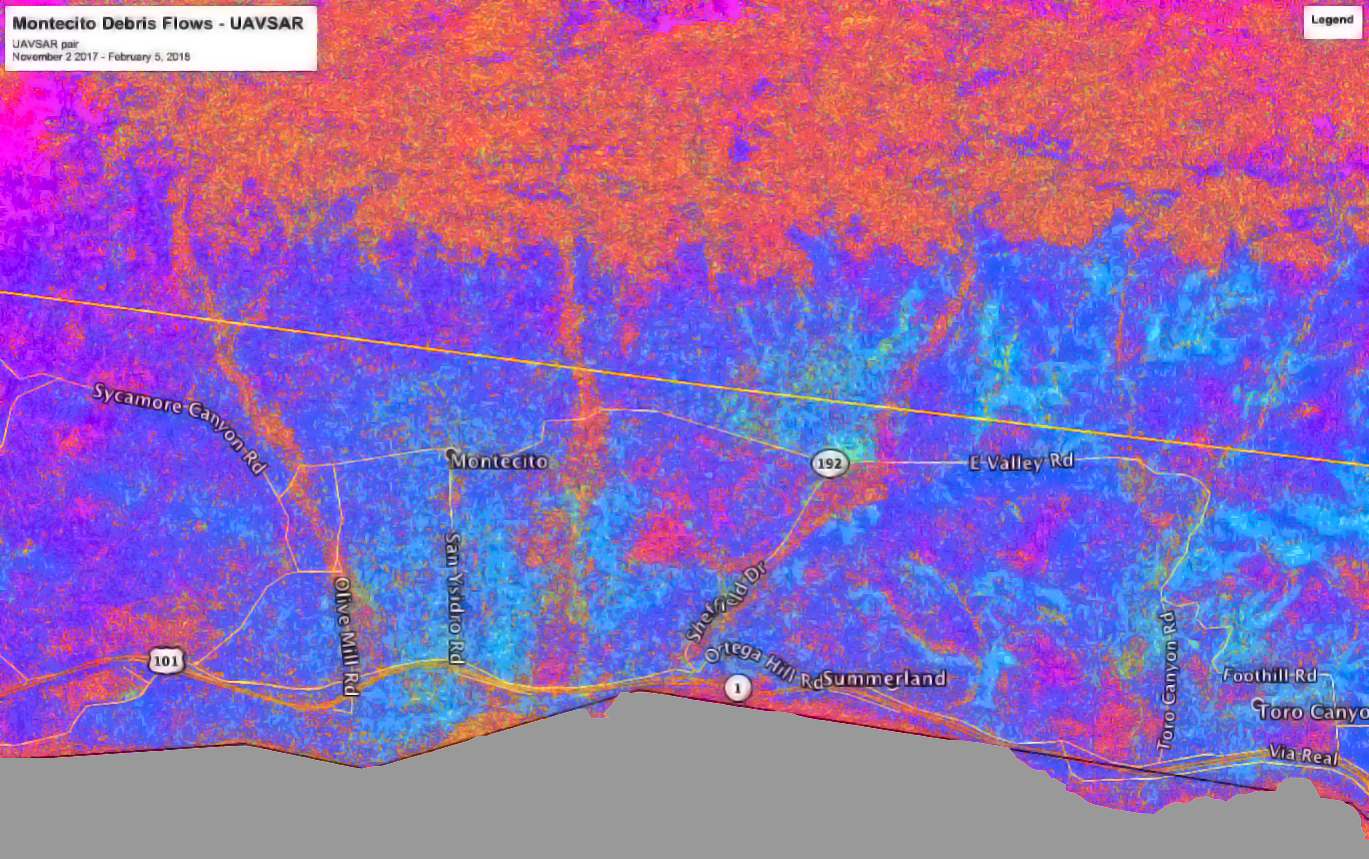 Montecito Debris Flows - UAVSAR
UAVSAR pair
November 2 2017 - February 5, 2018
Legend
Sycamore Canyon Rd
Montecito
192
E Valley Rd
San Ysidro Rd
Olive Mill Rd
Sheffield Dr
101
Ortega Hill Rd
Summerland
1
Toro Canyon Rd
Foothill Rd
Toro Canyo
Via Real